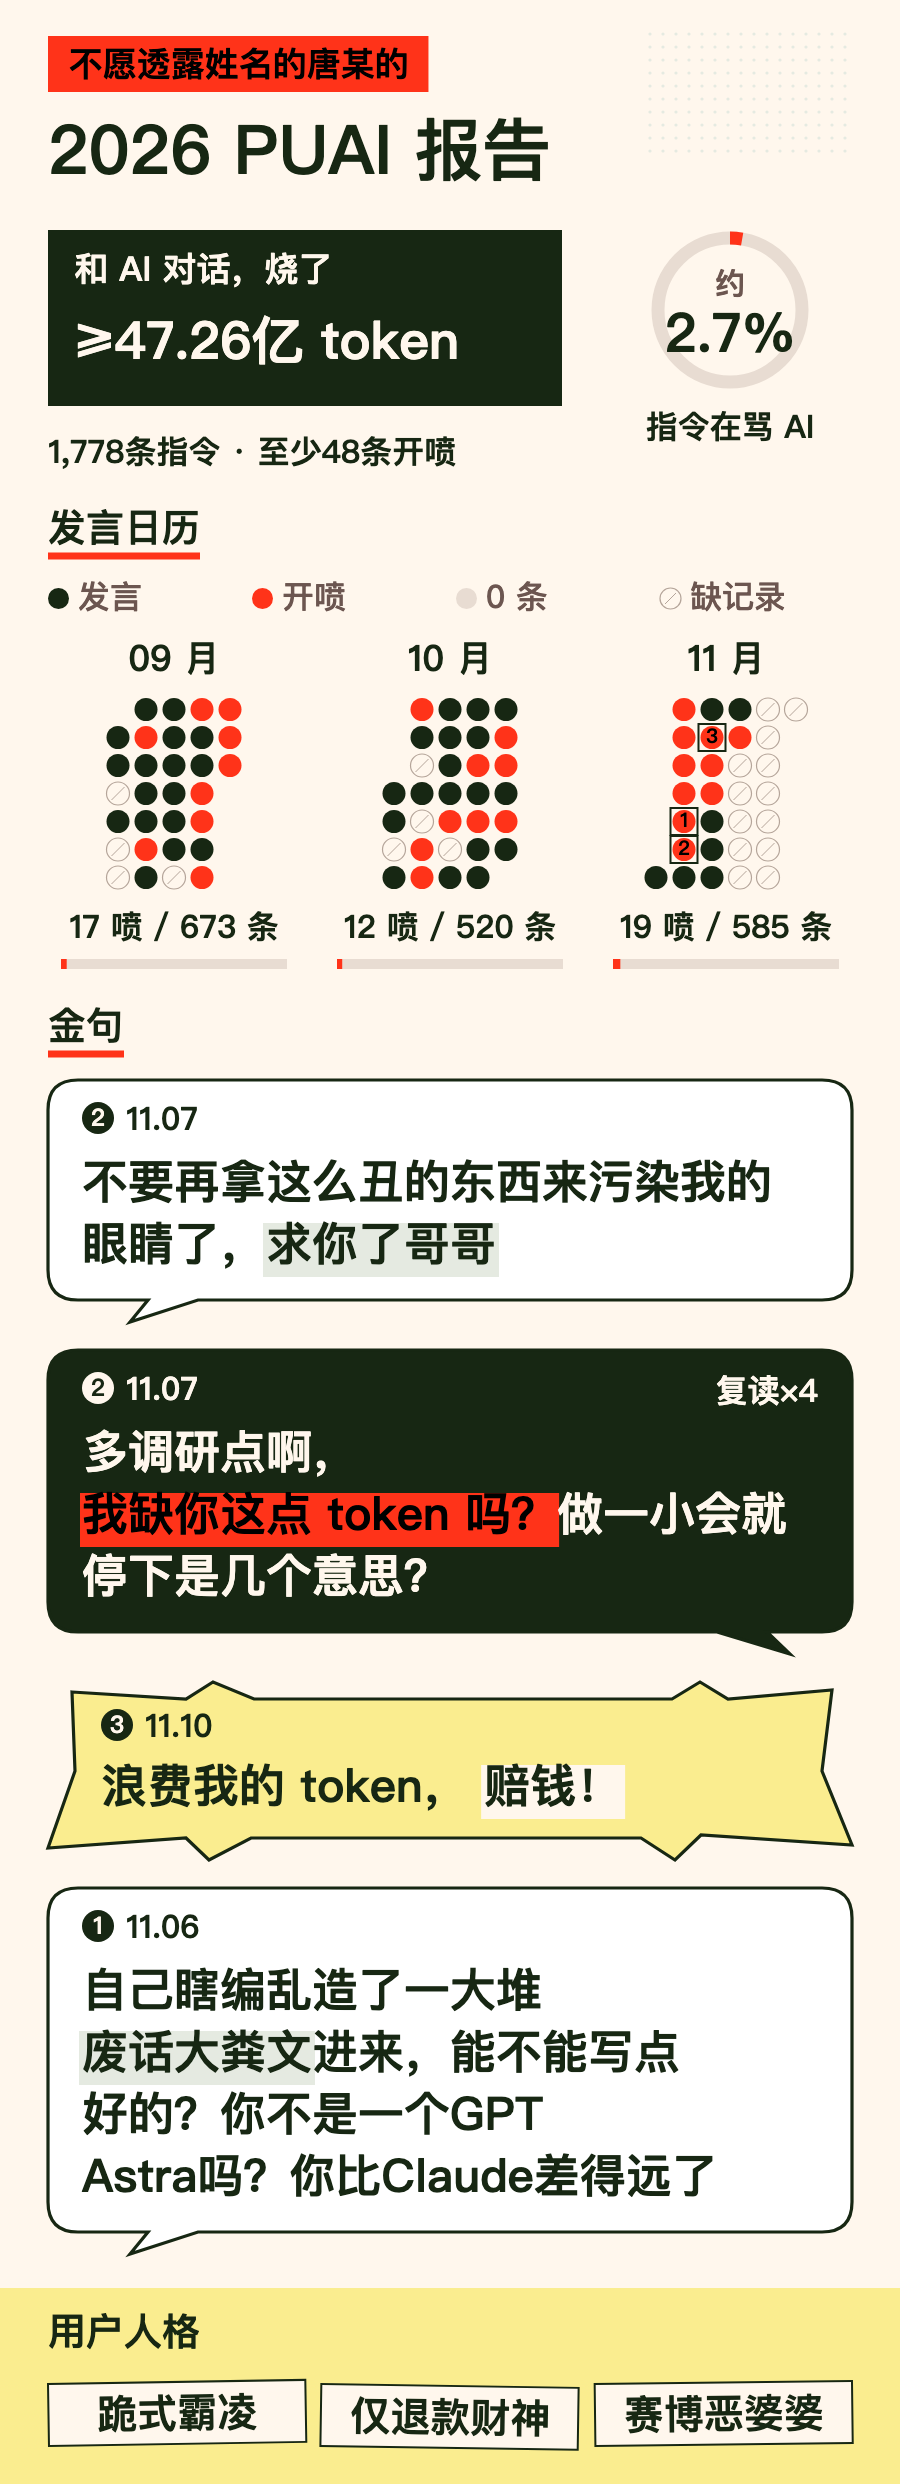 不愿透露姓名的唐某的
2026 PUAI 报告
和 AI 对话，烧了
≥47.26亿 token
约
2.7%
指令在骂 AI
1,778条指令 · 至少48条开喷
发言日历
发言 开喷 0 条 缺记录
09 月 10 月 11 月
3
1
2
17 喷 / 673 条 12 喷 / 520 条 19 喷 / 585 条
金句
2 11.07
不要再拿这么丑的东西来污染我的
眼睛了，求你了哥哥
2 11.07 复读×4
多调研点啊，
我缺你这点 token 吗？做一小会就
停下是几个意思？
3 11.10
浪费我的 token， 赔钱！
1 11.06
自己瞎编乱造了一大堆
废话大粪文进来，能不能写点
好的？你不是一个GPT
Astra吗？你比Claude差得远了
用户人格
跪式霸凌 仅退款财神 赛博恶婆婆